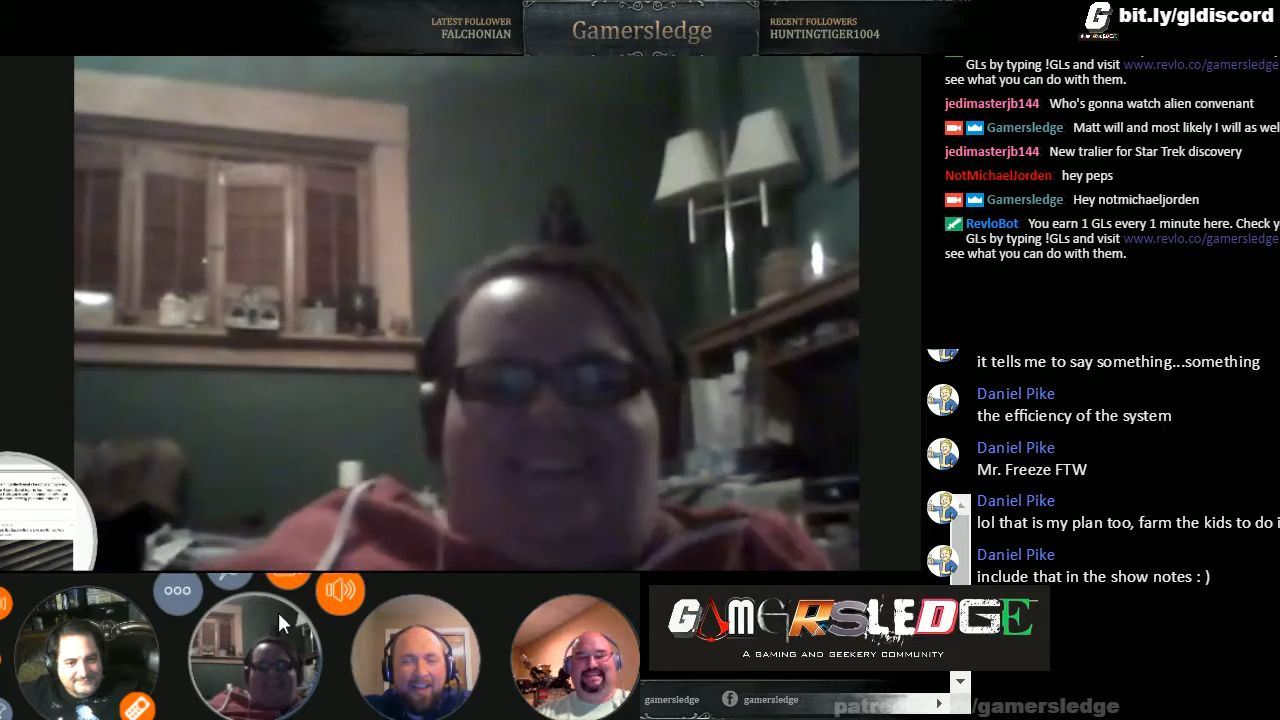 LATEST FOLLOWER
FALCHONIAN
Gamersledge
RECENT FOLLOWERS
HUNTINGTIGER1004
bit.ly/gldiscord
GLs by typing !GLs and visit www.revlo.co/gamersledge
see what you can do with them.
jedimasterjb144 Who's gonna watch alien convenant
Gamersledge: Matt will and most likely I will as wel
jedimasterjb144 New tralier for Star Trek discovery
NotMichaelJorden: hey peps
Gamersledge: Hey notmichaeljorden
RevloBot: You earn 1 GLs every 1 minute here. Check y
GLs by typing !GLs and visit www.revlo.co/gamersledge
see what you can do with them.
it tells me to say something...something
Daniel Pike
the efficiency of the system
Daniel Pike
Mr. Freeze FTW
Daniel Pike
lol that is my plan too, farm the kids to do i
Daniel Pike
include that in the show notes : )
GAMERSLEDGE
A GAMING AND GEEKERY COMMUNITY
gamersledge
gamersledge
/gamersledge